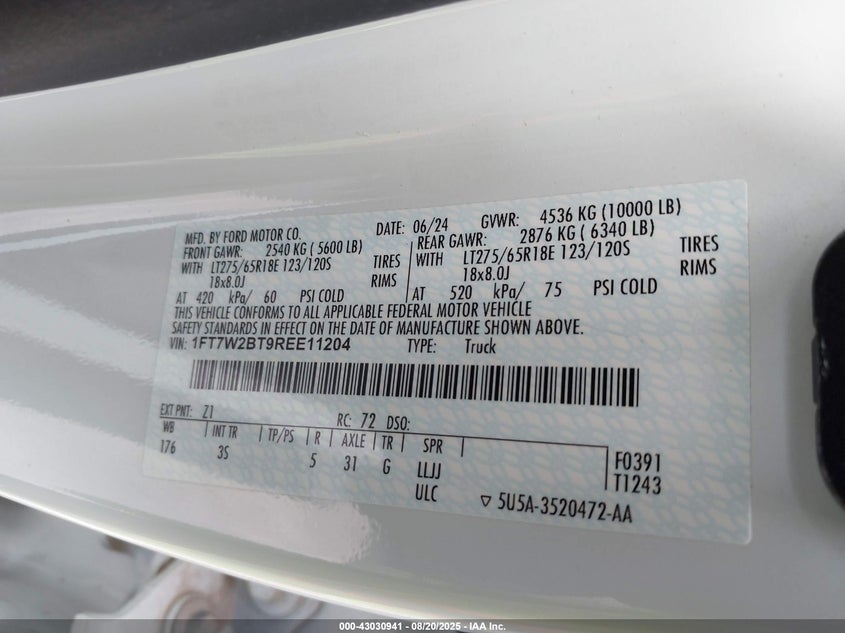 MFD. BY FORD MOTOR CO. DATE: 06/24 GVWR: 4536 KG (10000 LB)
FRONT GAWR: 2540 KG ( 5600 LB) REAR GAWR: 2876 KG ( 6340 LB)
WITH LT275/65R18E 123/120S TIRES WITH LT275/65R18E 123/120S TIRES
18x8.0J RIMS 18x8.0J RIMS
AT 420 kPa/ 60 PSI COLD AT 520 kPa/ 75 PSI COLD
THIS VEHICLE CONFORMS TO ALL APPLICABLE FEDERAL MOTOR VEHICLE
SAFETY STANDARDS IN EFFECT ON THE DATE OF MANUFACTURE SHOWN ABOVE.
VIN: 1FT7W2BT9REE11204 TYPE: Truck
EXT PNT: Z1 RC: 72 DSO:
WB INT TR TP/PS R AXLE TR SPR
176 3S 5 31 G LLJJ F0391
ULC T1243
5U5A-3520472-AA
000-43030941 - 08/20/2025 - IAA Inc.